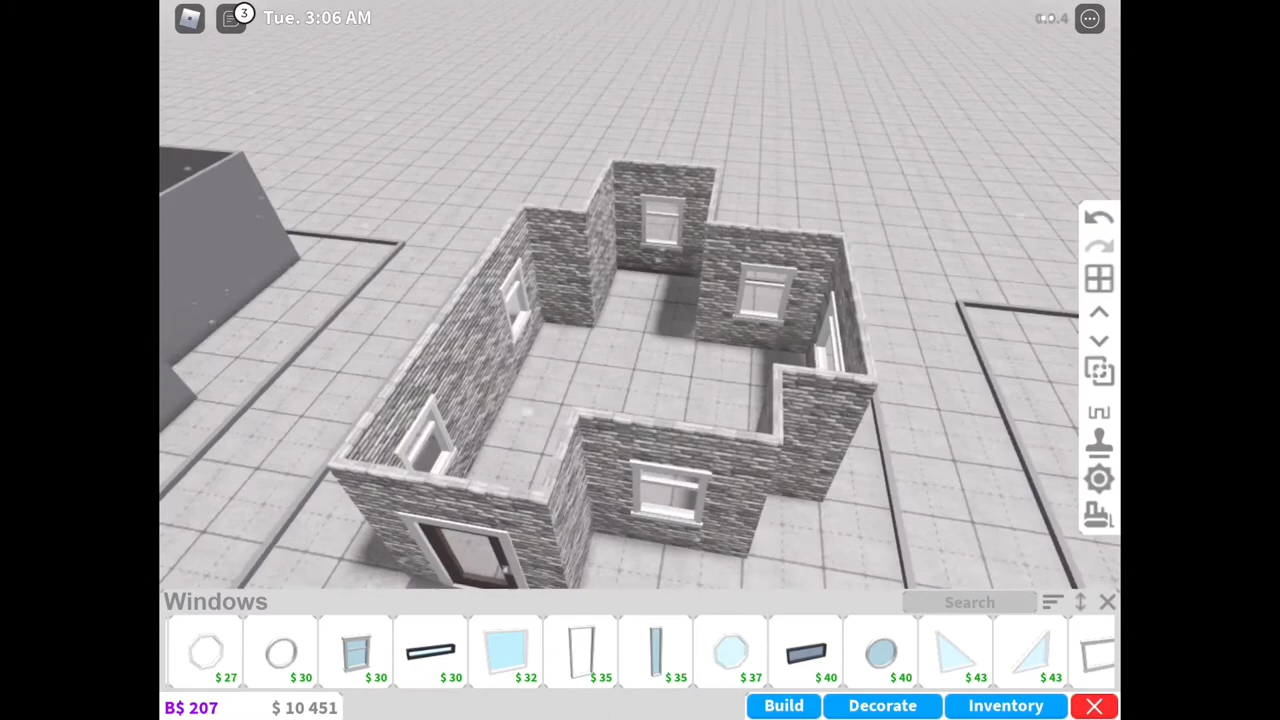 3 Tue. 3:06 AM
Windows
Search
$ 27
$ 30
$ 30
$ 30
$ 32
$ 35
$ 35
$ 37
$ 40
$ 40
$ 43
$ 43
B$ 207
$ 10 451
Build
Decorate
Inventory